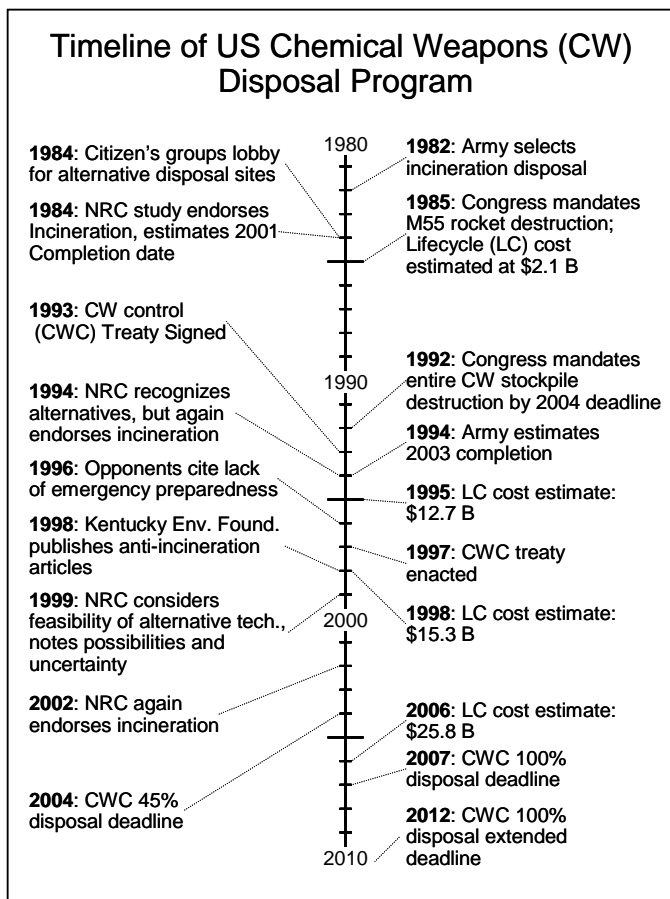 Timeline of US Chemical Weapons (CW)
Disposal Program
1980
1984: Citizen's groups lobby
for alternative disposal sites
1984: NRC study endorses
Incineration, estimates 2001
Completion date
1993: CW control
(CWC) Treaty Signed
1994: NRC recognizes
alternatives, but again
endorses incineration
1996: Opponents cite lack
of emergency preparedness
1998: Kentucky Env. Found.
publishes anti-incineration
articles
1999: NRC considers
feasibility of alternative tech.,
notes possibilities and
uncertainty
2002: NRC again
endorses incineration
2004: CWC 45%
disposal deadline
1990
2000
2010
1982: Army selects
incineration disposal
1985: Congress mandates
M55 rocket destruction;
Lifecycle (LC) cost
estimated at $2.1 B
1992: Congress mandates
entire CW stockpile
destruction by 2004 deadline
1994: Army estimates
2003 completion
1995: LC cost estimate:
$12.7 B
1997: CWC treaty
enacted
1998: LC cost estimate:
$15.3 B
2006: LC cost estimate:
$25.8 B
2007: CWC 100%
disposal deadline
2012: CWC 100%
disposal extended
deadline